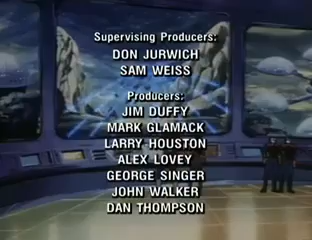 Supervising Producers:
DON JURWICH
SAM WEISS
Producers:
JIM DUFFY
MARK GLAMACK
LARRY HOUSTON
ALEX LOVEY
GEORGE SINGER
JOHN WALKER
DAN THOMPSON